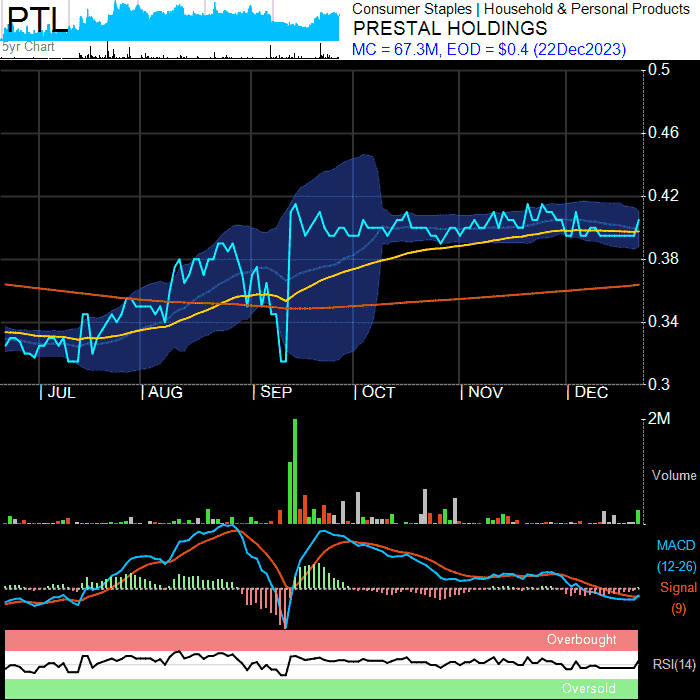 PTL
5yr Chart
Consumer Staples | Household & Personal Products
PRESTAL HOLDINGS
MC = 67.3M, EOD = $0.4 (22Dec2023)
0.5
0.46
0.42
0.38
0.34
0.3
JUL AUG SEP OCT NOV DEC
2M
Volume
MACD
(12-26)
Signal
(9)
Overbought
RSI(14)
Oversold